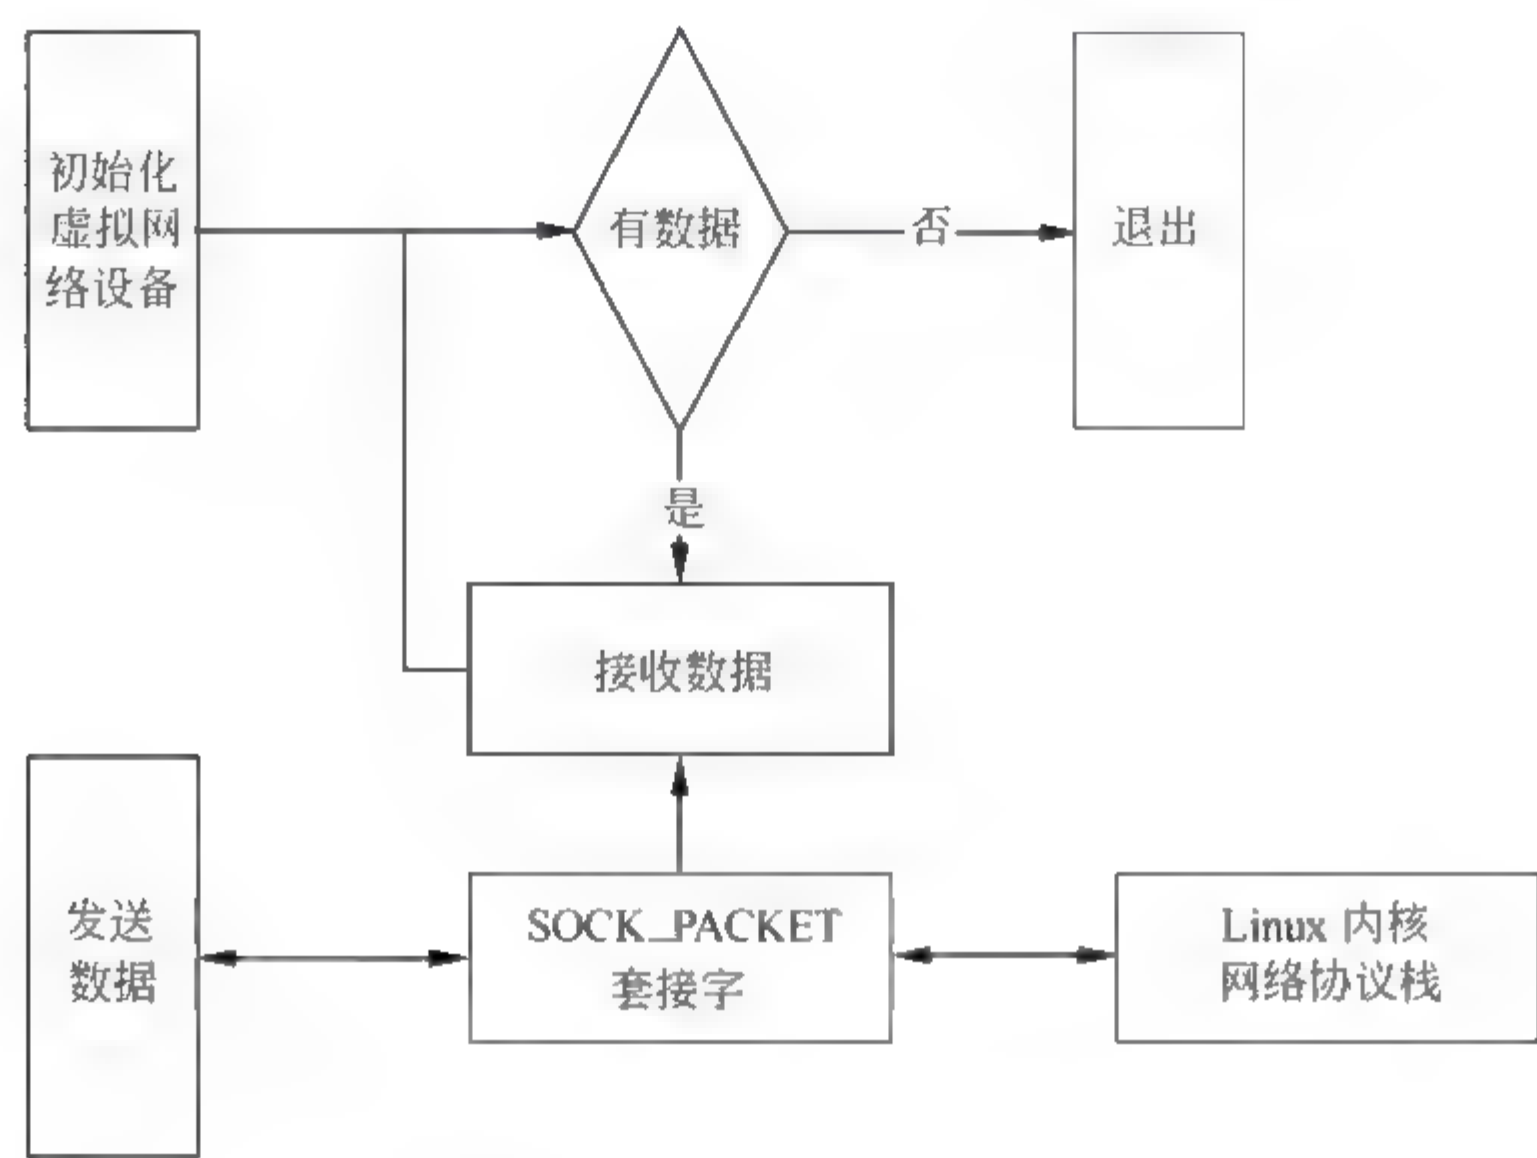 初始化
虚拟网
络设备
有数据
否
退出
是
接收数据
发送
数据
SOCK_PACKET
套接字
Linux 内核
网络协议栈